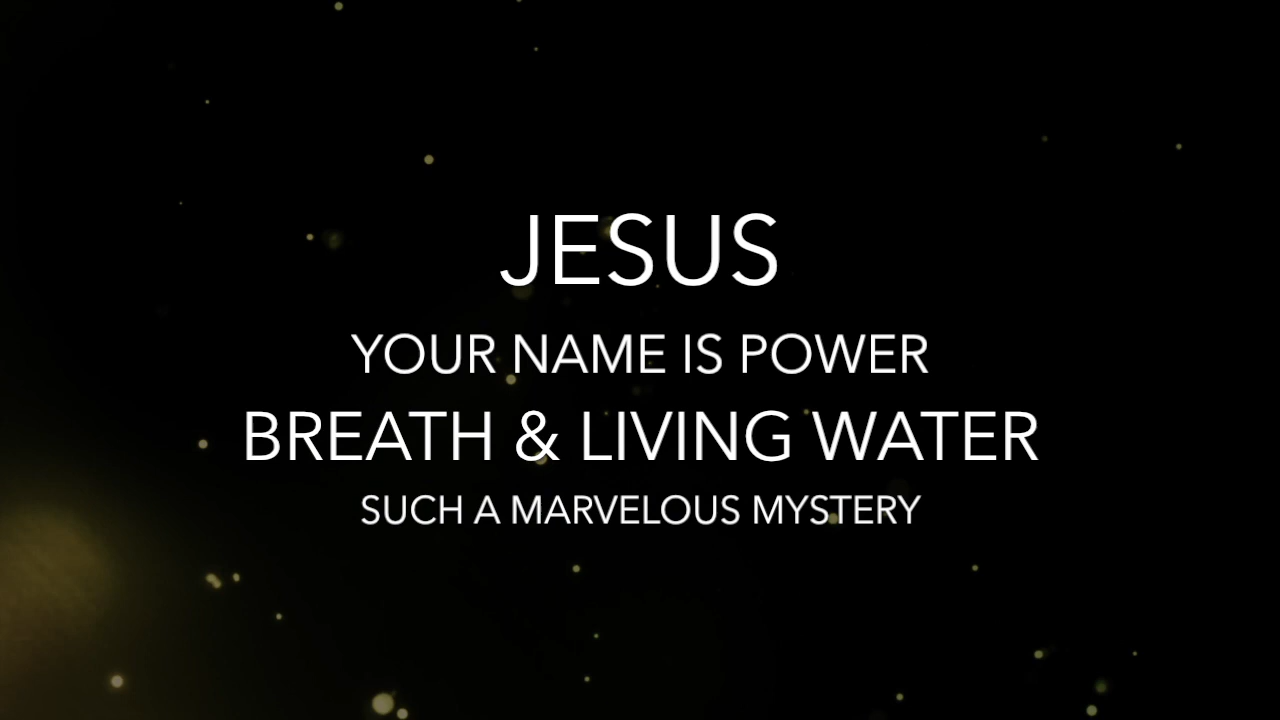 JESUS
YOUR NAME IS POWER
BREATH & LIVING WATER
SUCH A MARVELOUS MYSTERY